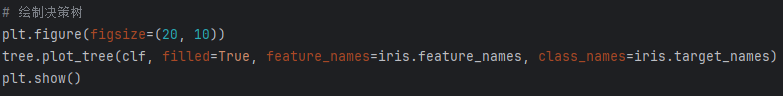 # 绘制决策树
plt.figure(figsize=(20, 10))
tree.plot_tree(clf, filled=True, feature_names=iris.feature_names, class_names=iris.target_names)
plt.show()